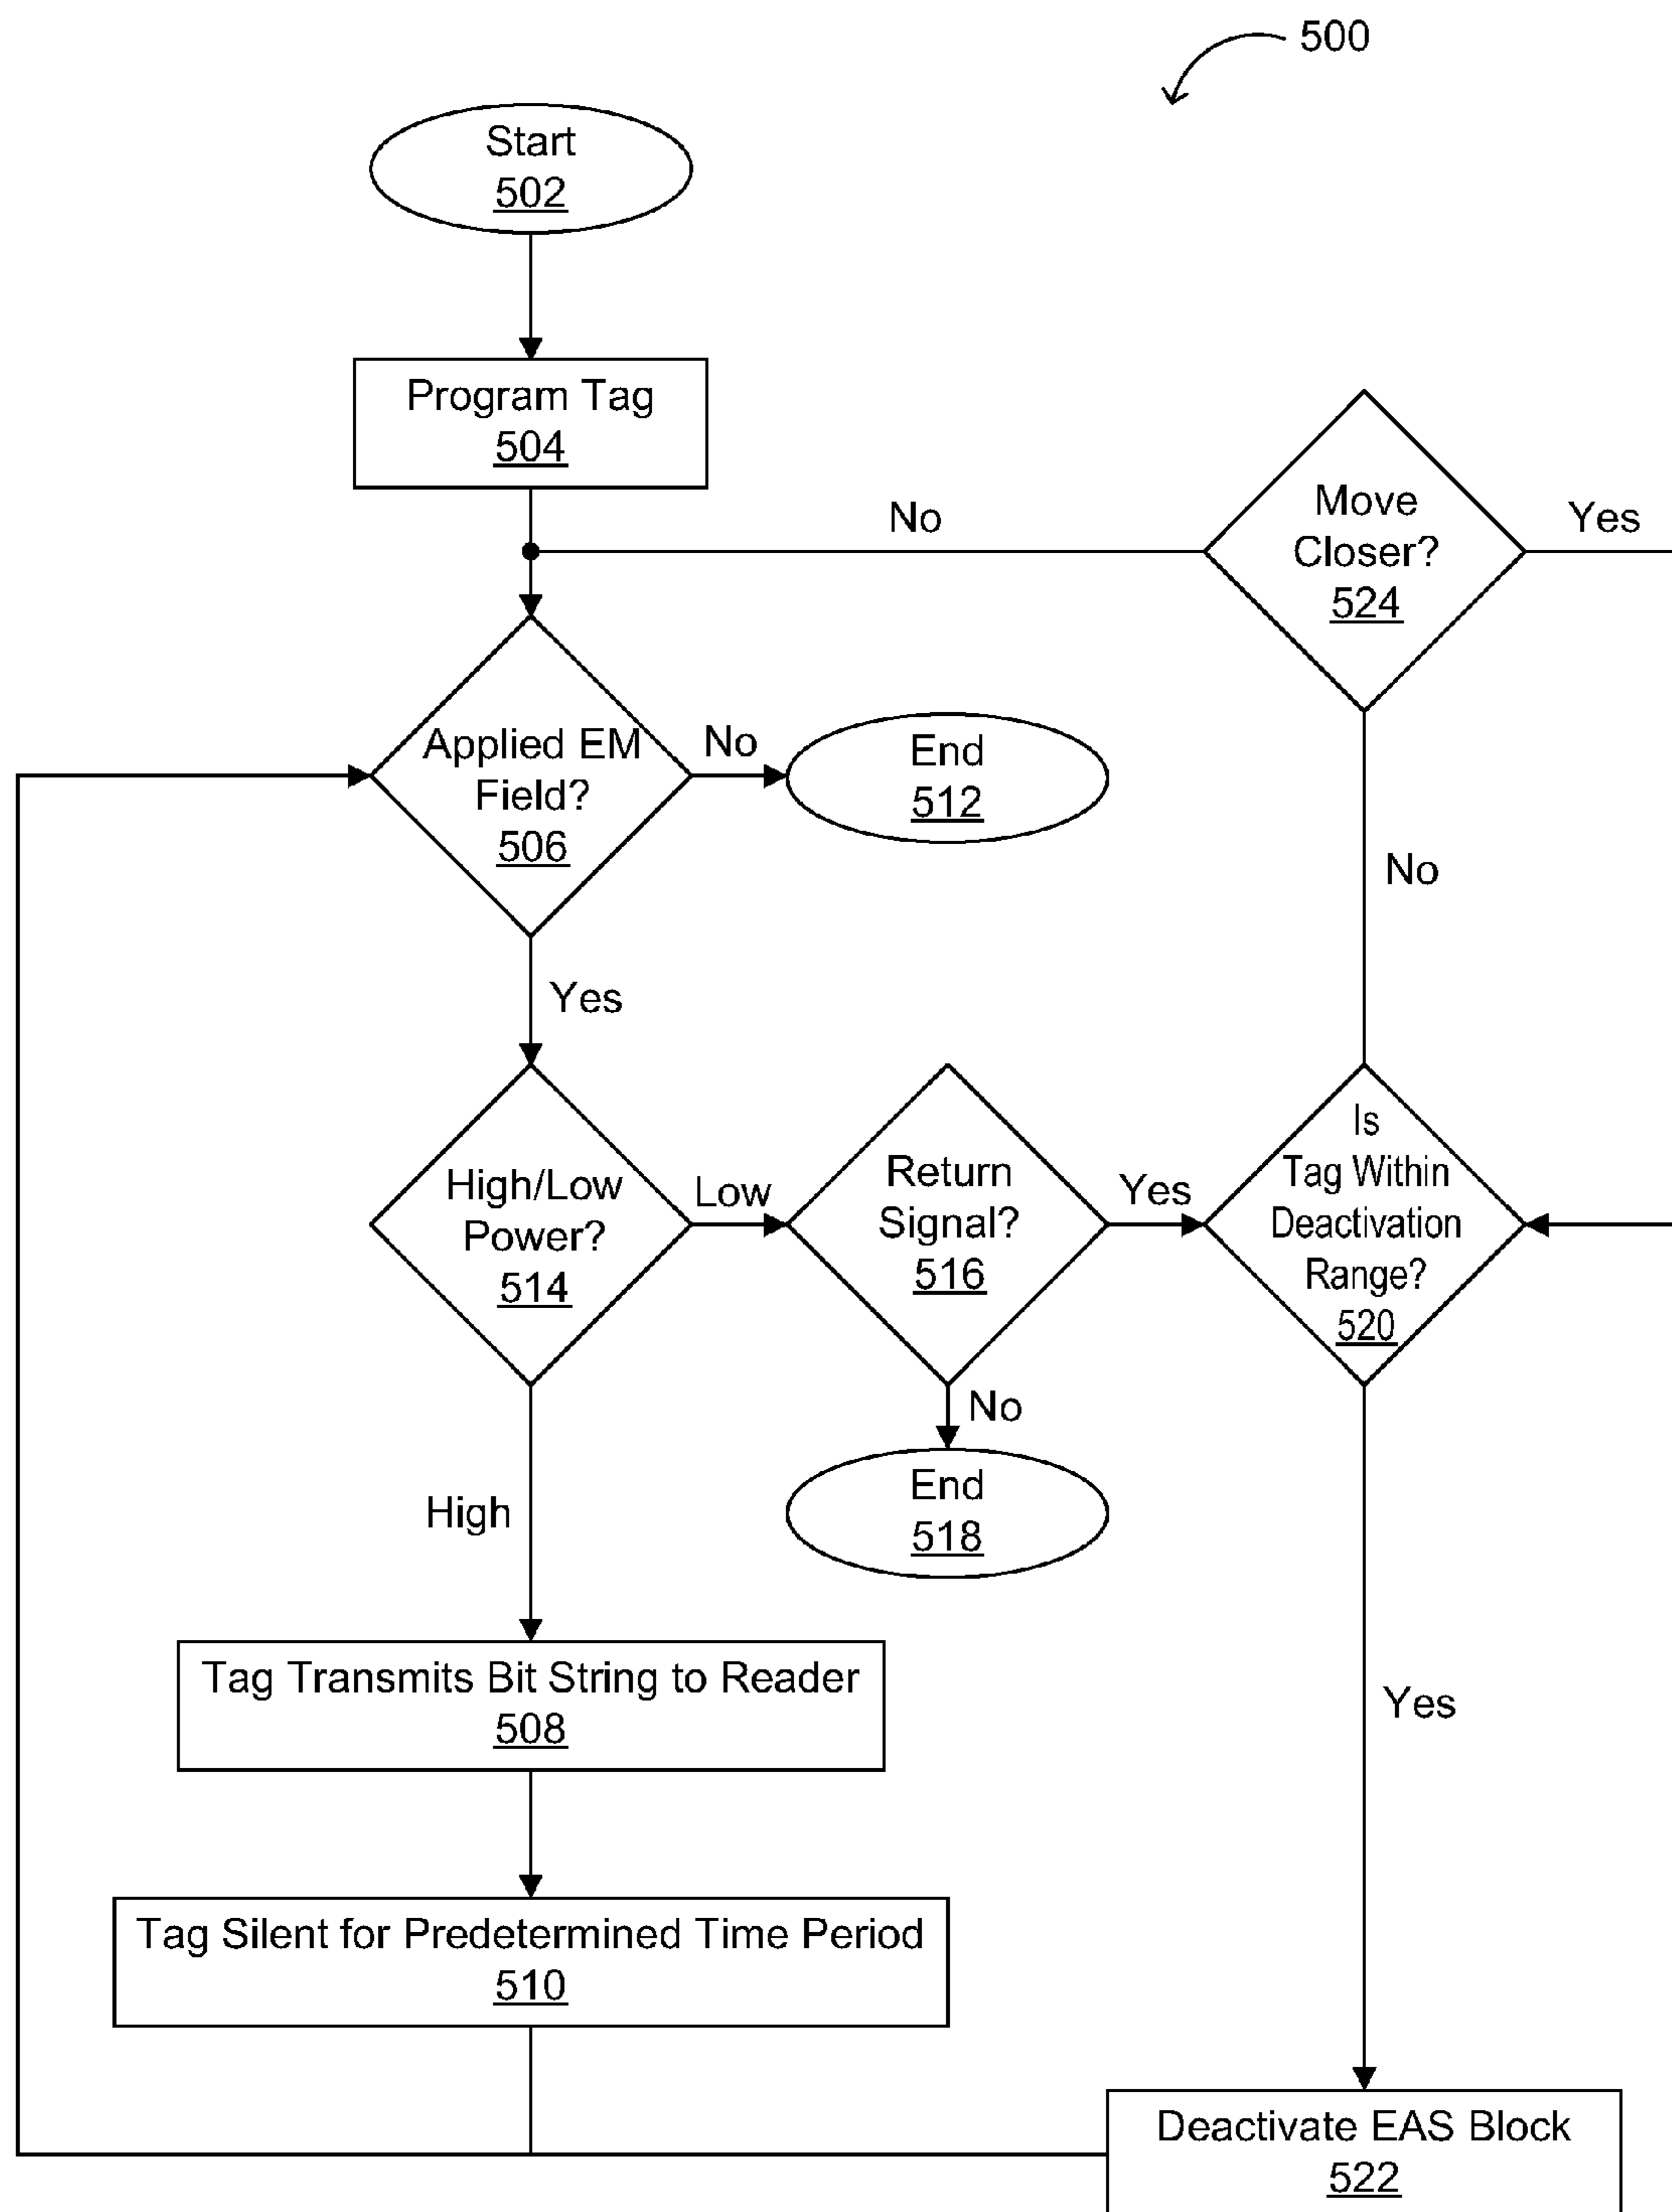 500
Start
502
Program Tag
504
No
Move
Closer?
524
Yes
Applied EM
Field?
506
No
End
512
No
Yes
High/Low
Power?
514
Low
Return
Signal?
516
Yes
Is
Tag Within
Deactivation
Range?
520
No
End
518
High
Yes
Tag Transmits Bit String to Reader
508
Tag Silent for Predetermined Time Period
510
Deactivate EAS Block
522